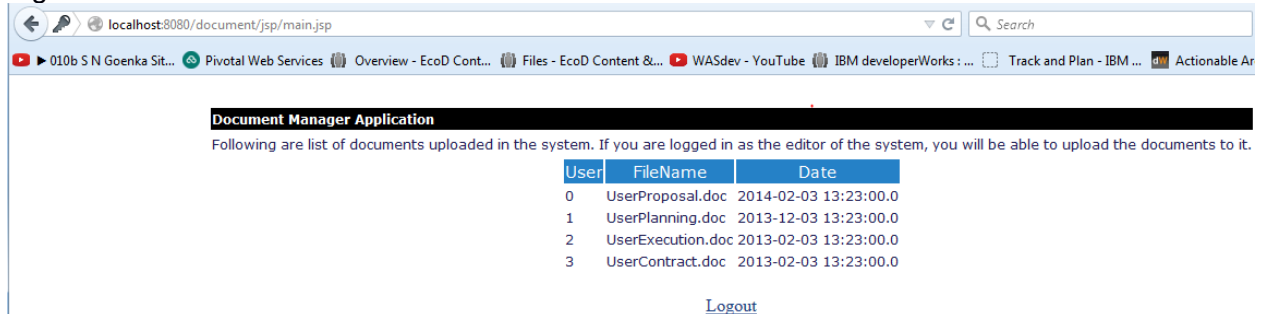 localhost:8080/document/jsp/main.jsp Search
▶ 010b S N Goenka Sit... Pivotal Web Services Overview - EcoD Cont... Files - EcoD Content &... WASdev - YouTube IBM developerWorks : ... Track and Plan - IBM ... dW Actionable Ar
Document Manager Application
Following are list of documents uploaded in the system. If you are logged in as the editor of the system, you will be able to upload the documents to it.
User FileName Date
0 UserProposal.doc 2014-02-03 13:23:00.0
1 UserPlanning.doc 2013-12-03 13:23:00.0
2 UserExecution.doc 2013-02-03 13:23:00.0
3 UserContract.doc 2013-02-03 13:23:00.0
Logout